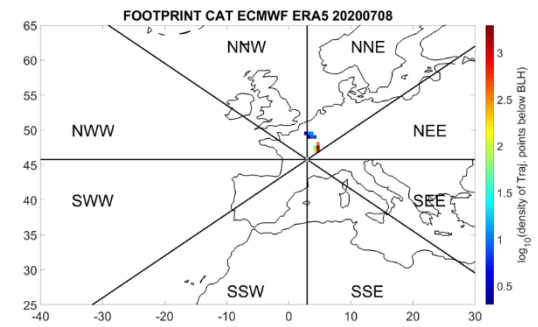 FOOTPRINT CAT ECMWF ERA5 20200708
65
60
55
50
45
40
35
30
25
-40
-30
-20
-10
0
10
20
30
NNW
NNE
NWW
NEE
SWW
SEE
SSW
SSE
3
2.5
2
1.5
1
0.5
log10(density of Traj. points below BLH)